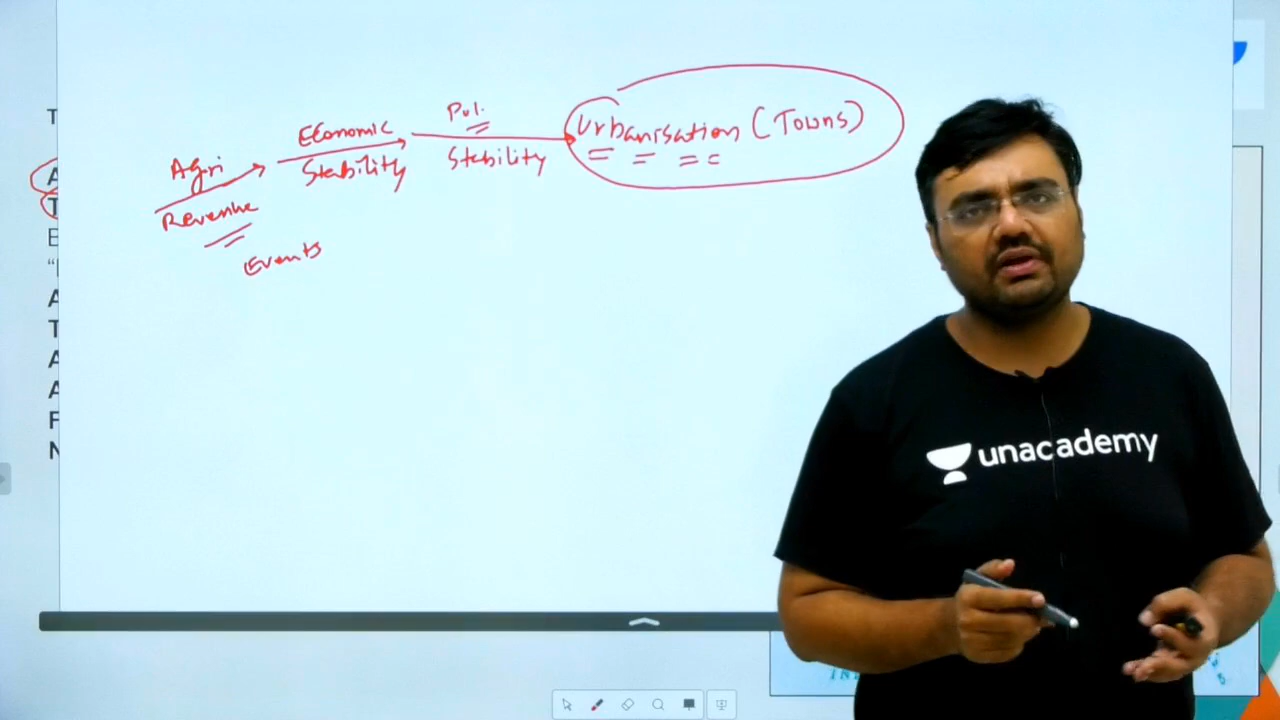 Pol.
Economic
Urbanisation (Towns)
Agri
Stability
Stability
Revenue
Events
T
A
T
E
"
A
T
A
A
F
N
unacademy